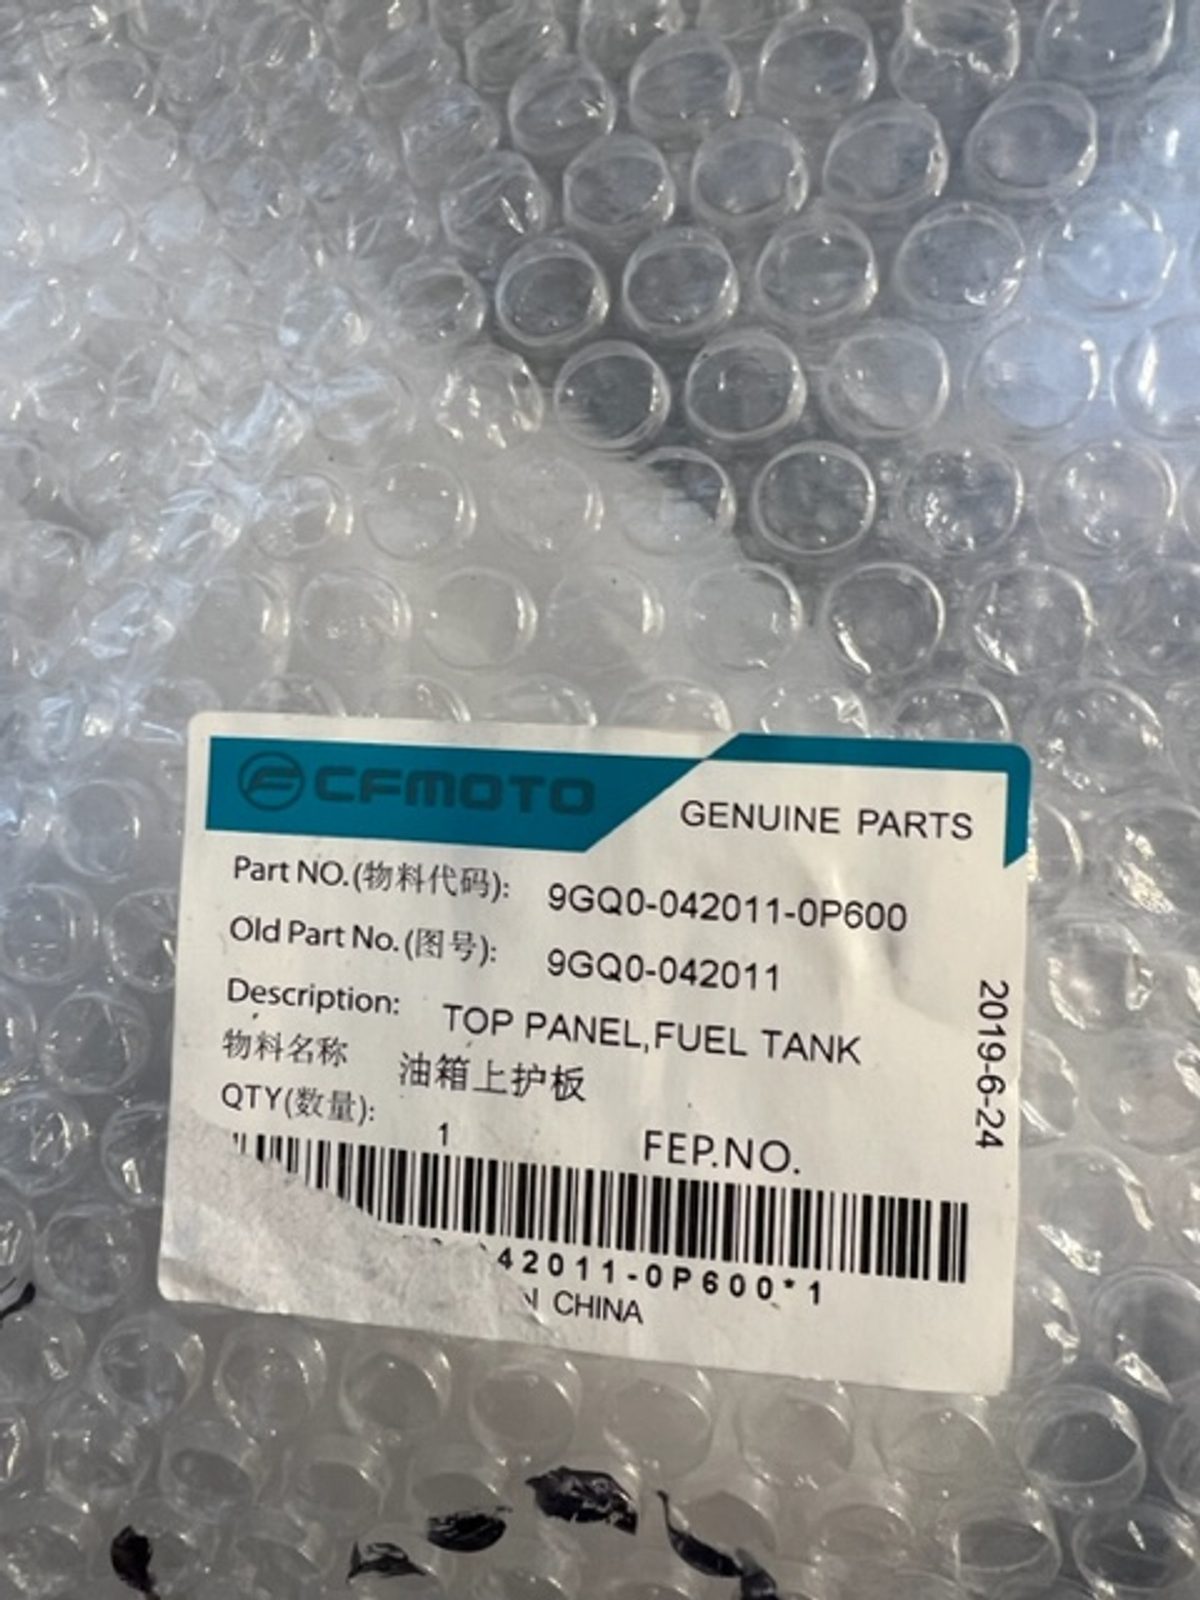 CFMOTO
GENUINE PARTS
Part NO.(物料代码): 9GQ0-042011-0P600
Old Part No.(图号): 9GQ0-042011
Description: TOP PANEL,FUEL TANK
物料名称 油箱上护板
QTY(数量): 1
FEP.NO.
2019-6-24
42011-0P600*1
CHINA